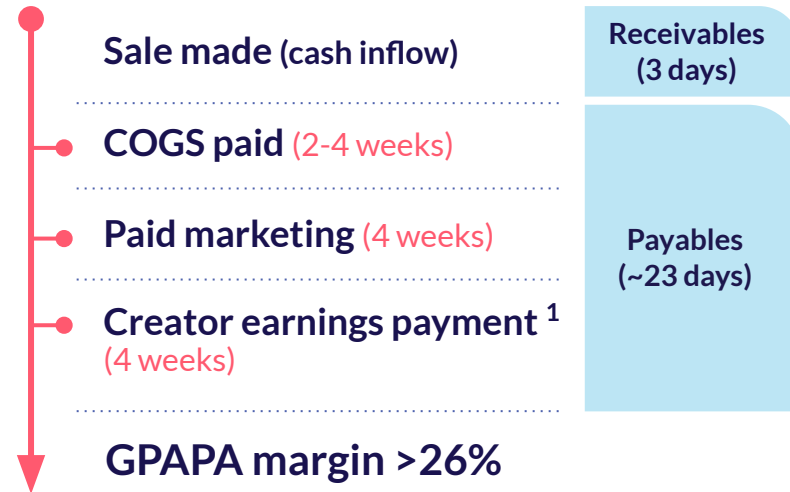 Sale made (cash inflow)
Receivables
(3 days)
COGS paid (2-4 weeks)
Paid marketing (4 weeks)
Creator earnings payment 1
(4 weeks)
Payables
(~23 days)
GPAPA margin >26%